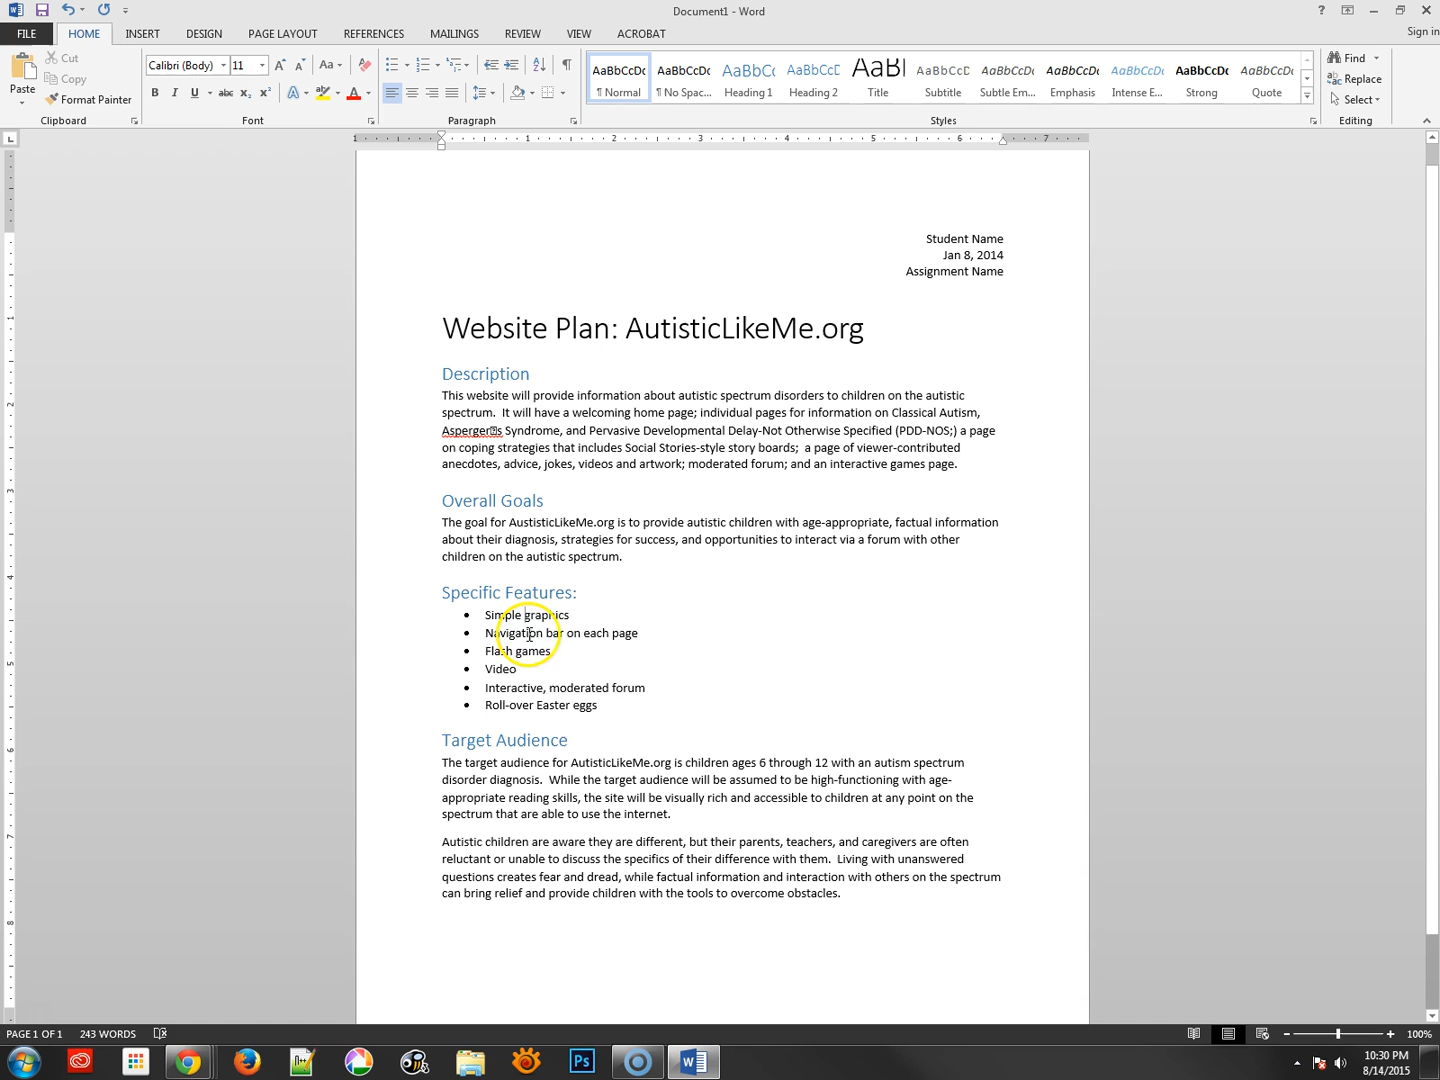 Document1 - Word
Sign in
FILE HOME INSERT DESIGN PAGE LAYOUT REFERENCES MAILINGS REVIEW VIEW ACROBAT
Paste
Cut
Copy
Format Painter
Calibri (Body) 11
AaBbCcDc AaBbCcDc AaBbCc AaBbCcD AaBl AaBbCcD AaBbCcDc AaBbCcDc AaBbCcDc AaBbCcDc AaBbCcDc
¶ Normal ¶ No Spac... Heading 1 Heading 2 Title Subtitle Subtle Em... Emphasis Intense E... Strong Quote
Find
Replace
Select
Clipboard Font Paragraph Styles Editing
1 1 2 3 4 5 6 7
Student Name
Jan 8, 2014
Assignment Name
Website Plan: AutisticLikeMe.org
Description
This website will provide information about autistic spectrum disorders to children on the autistic
spectrum.  It will have a welcoming home page; individual pages for information on Classical Autism,
Asperger�s Syndrome, and Pervasive Developmental Delay-Not Otherwise Specified (PDD-NOS;) a page
on coping strategies that includes Social Stories-style story boards;  a page of viewer-contributed
anecdotes, advice, jokes, videos and artwork; moderated forum; and an interactive games page.
Overall Goals
The goal for AustisticLikeMe.org is to provide autistic children with age-appropriate, factual information
about their diagnosis, strategies for success, and opportunities to interact via a forum with other
children on the autistic spectrum.
Specific Features:
• Simple graphics
• Navigation bar on each page
• Flash games
• Video
• Interactive, moderated forum
• Roll-over Easter eggs
Target Audience
The target audience for AutisticLikeMe.org is children ages 6 through 12 with an autism spectrum
disorder diagnosis.  While the target audience will be assumed to be high-functioning with age-
appropriate reading skills, the site will be visually rich and accessible to children at any point on the
spectrum that are able to use the internet.
Autistic children are aware they are different, but their parents, teachers, and caregivers are often
reluctant or unable to discuss the specifics of their difference with them.  Living with unanswered
questions creates fear and dread, while factual information and interaction with others on the spectrum
can bring relief and provide children with the tools to overcome obstacles.
PAGE 1 OF 1 243 WORDS 100%
10:30 PM
8/14/2015